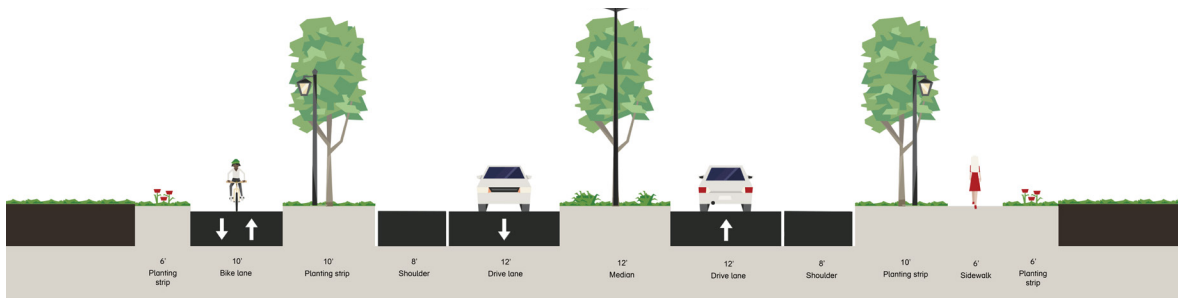 6'
Planting
strip
10'
Bike lane
10'
Planting strip
8'
Shoulder
12'
Drive lane
12'
Median
12'
Drive lane
8'
Shoulder
10'
Planting strip
6'
Sidewalk
6'
Planting
strip